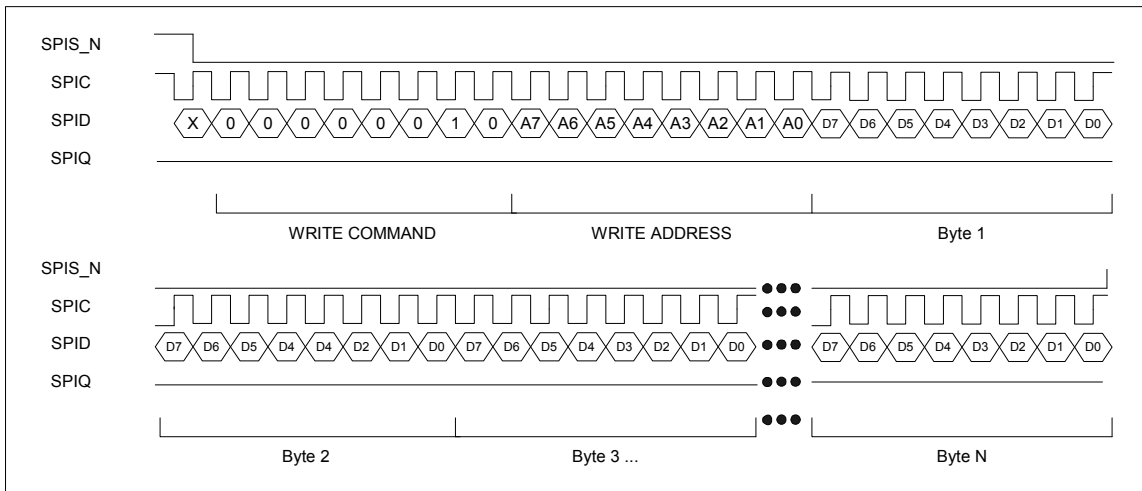 SPIS_N
SPIC
SPID X 0 0 0 0 0 0 1 0 A7 A6 A5 A4 A3 A2 A1 A0 D7 D6 D5 D4 D3 D2 D1 D0
SPIQ
WRITE COMMAND WRITE ADDRESS Byte 1
SPIS_N
SPIC
SPID D7 D6 D5 D4 D4 D2 D1 D0 D7 D6 D5 D4 D3 D2 D1 D0 D7 D6 D5 D4 D3 D2 D1 D0
SPIQ
Byte 2 Byte 3 ... Byte N